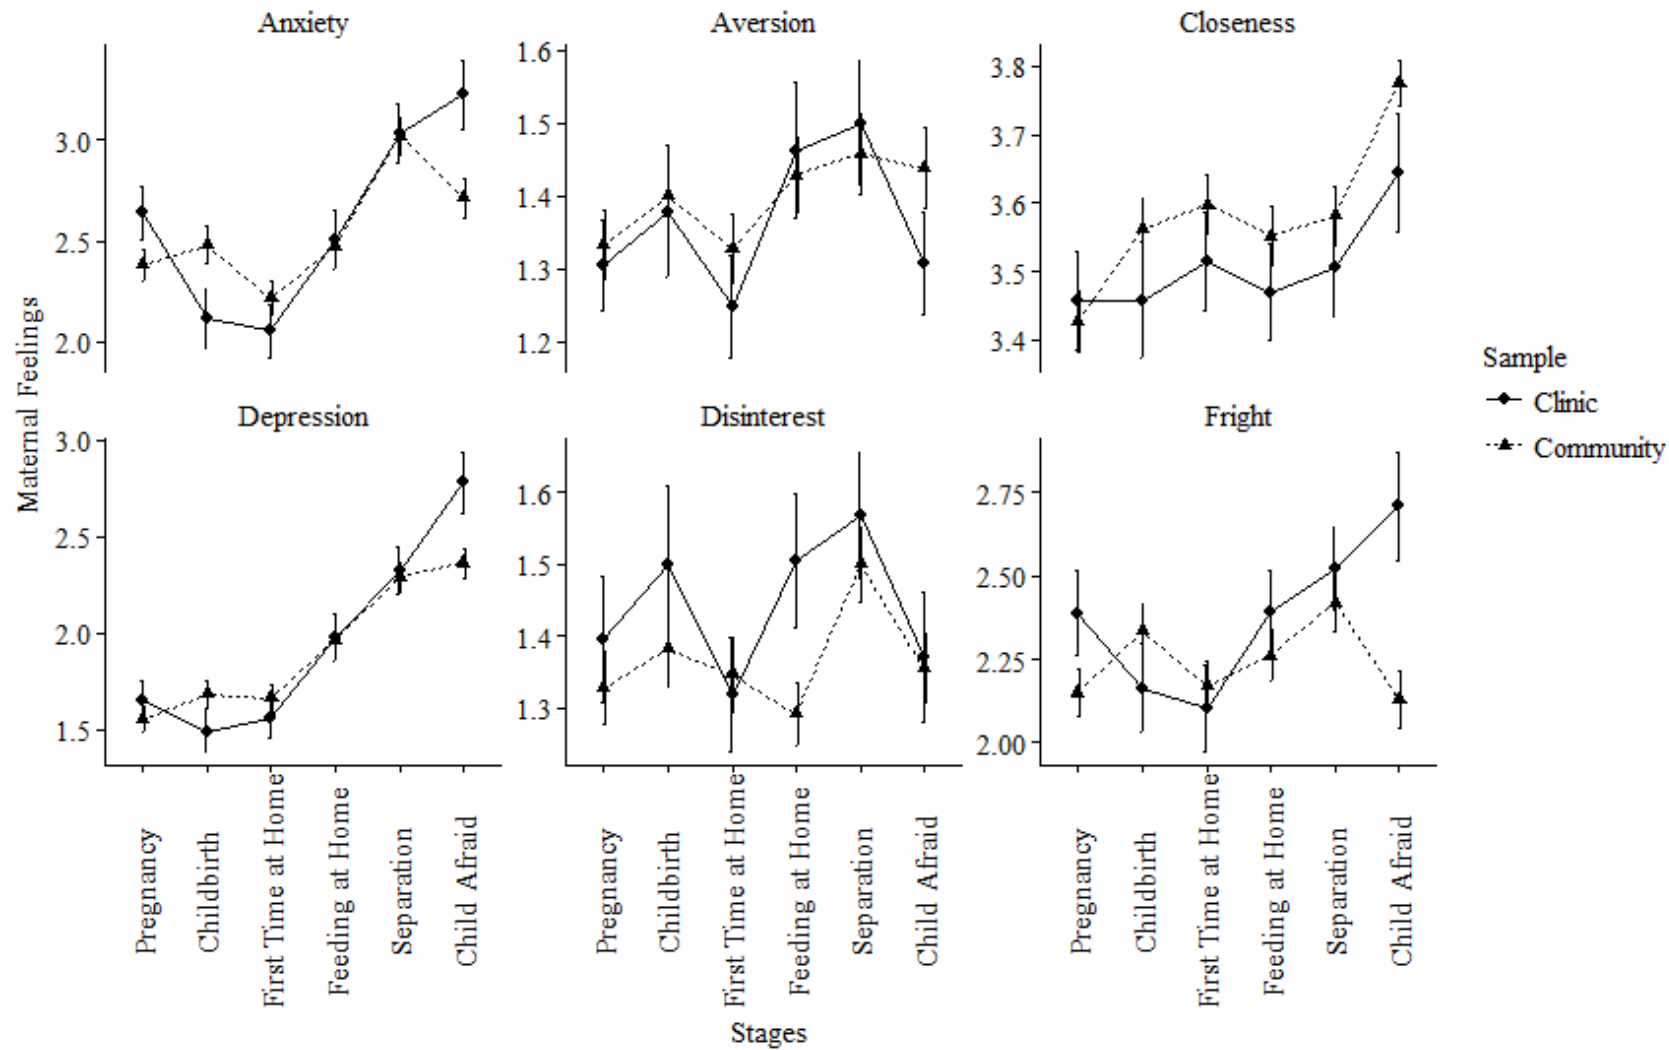 Anxiety
Aversion
Closeness
3.0
2.5
2.0
1.6
1.5
1.4
1.3
1.2
3.8
3.7
3.6
3.5
3.4
Maternal Feelings
Sample
Clinic
Community
Depression
Disinterest
Fright
3.0
2.5
2.0
1.5
1.6
1.5
1.4
1.3
2.75
2.50
2.25
2.00
Pregnancy
Childbirth
First Time at Home
Feeding at Home
Separation
Child Afraid
Pregnancy
Childbirth
First Time at Home
Feeding at Home
Separation
Child Afraid
Pregnancy
Childbirth
First Time at Home
Feeding at Home
Separation
Child Afraid
Stages